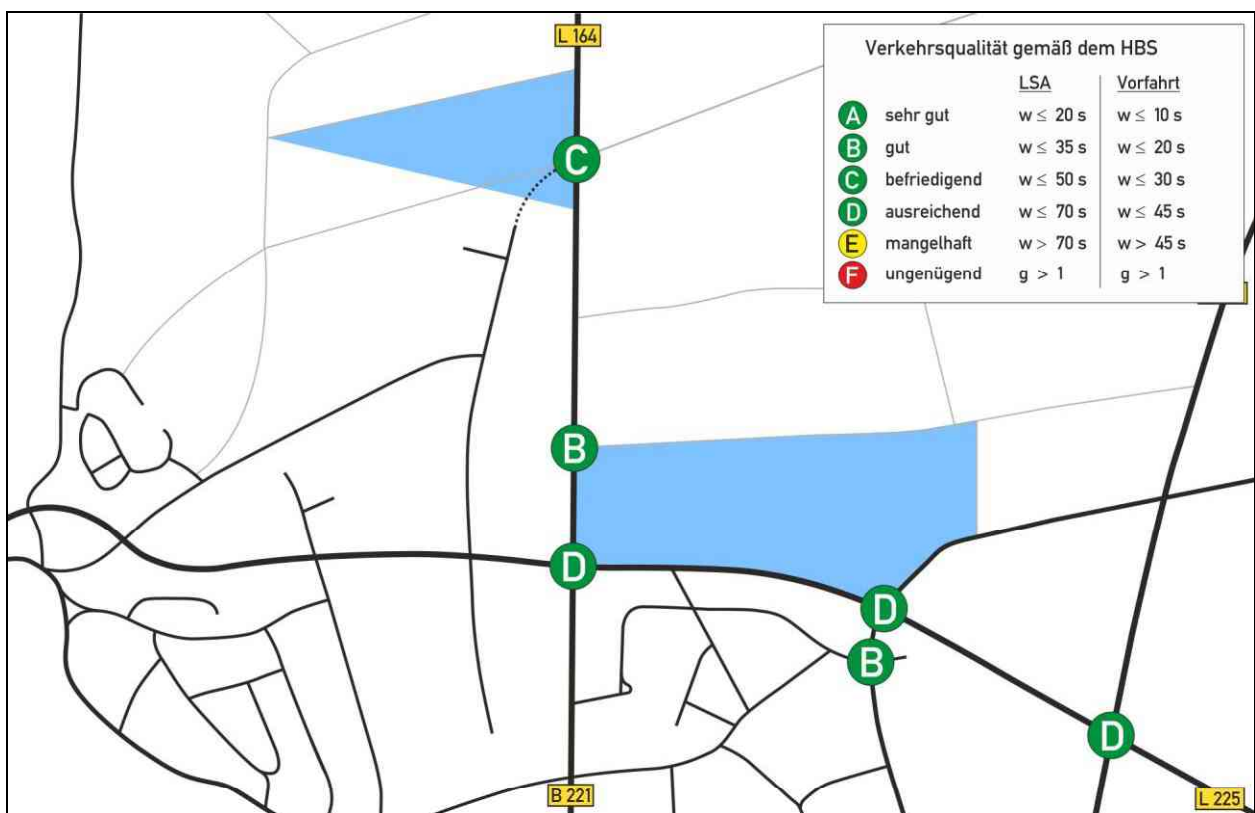 L 164
Verkehrsqualität gemäß dem HBS
LSA Vorfahrt
A sehr gut w ≤ 20 s w ≤ 10 s
B gut w ≤ 35 s w ≤ 20 s
C befriedigend w ≤ 50 s w ≤ 30 s
D ausreichend w ≤ 70 s w ≤ 45 s
E mangelhaft w > 70 s w > 45 s
F ungenügend g > 1 g > 1
C
B
D
D
B
D
B 221
L 225